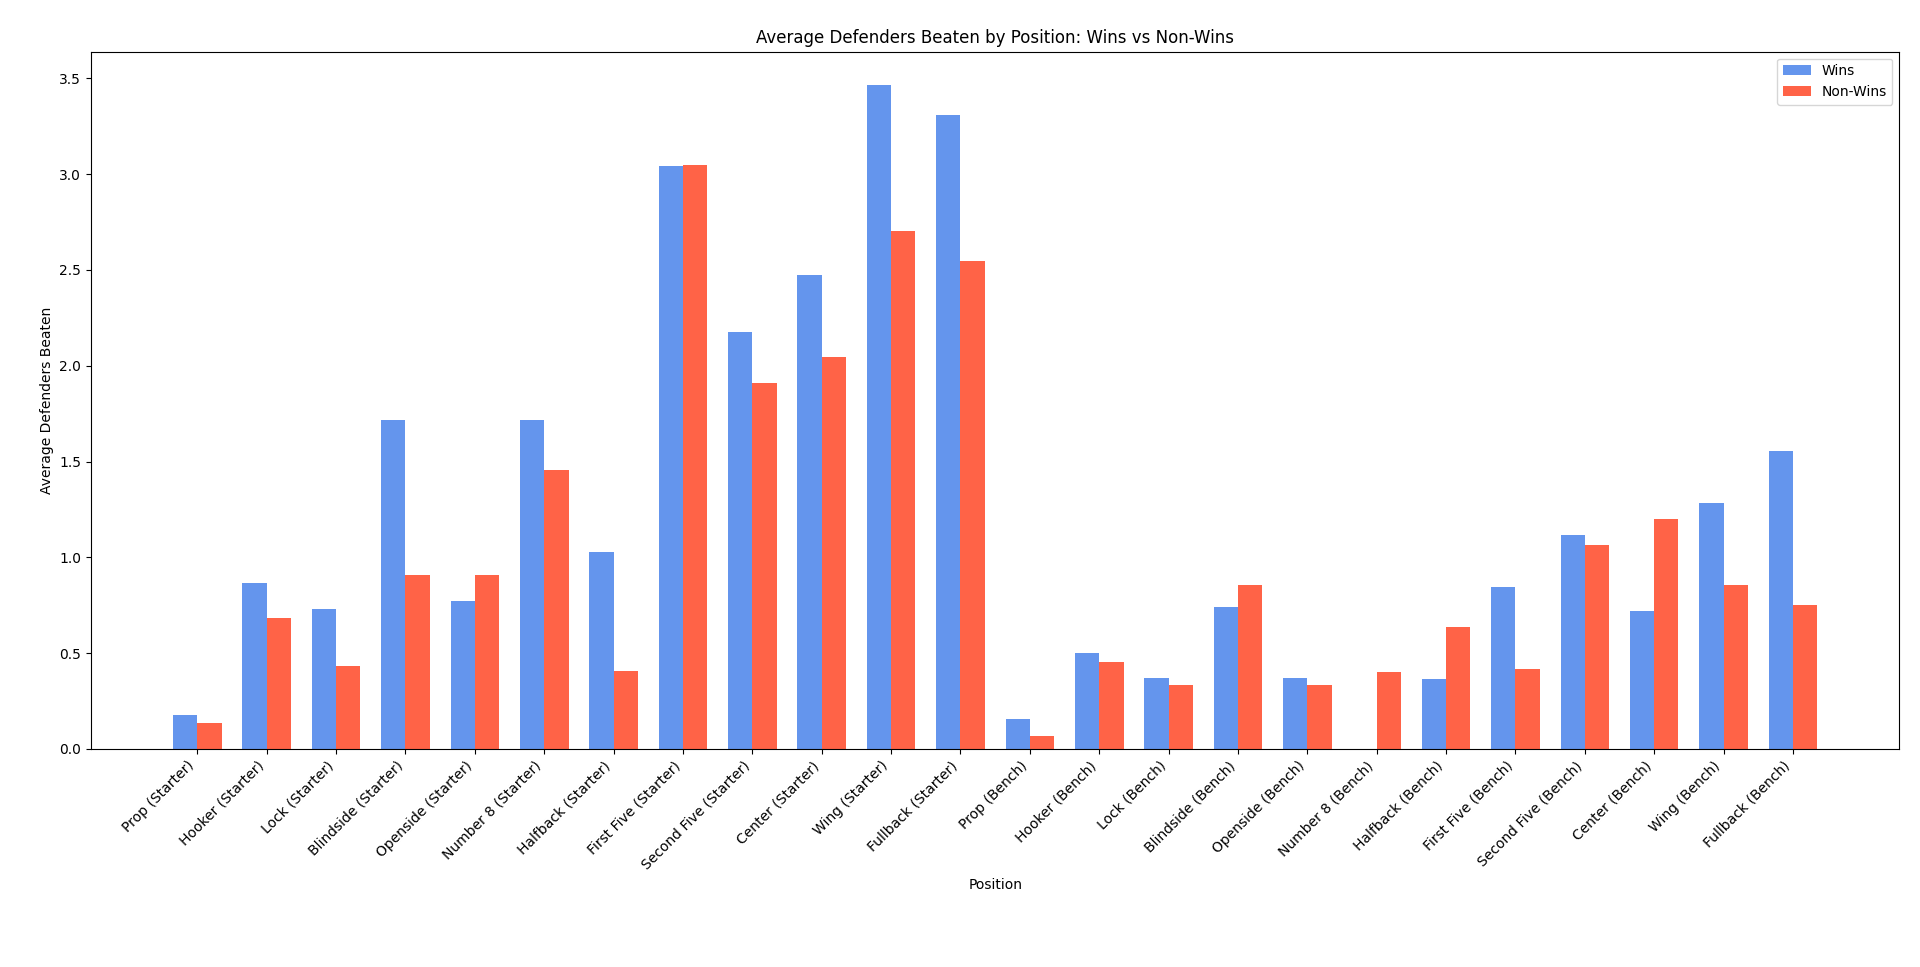 Average Defenders Beaten by Position: Wins vs Non-Wins
Wins
Non-Wins
Average Defenders Beaten
3.5
3.0
2.5
2.0
1.5
1.0
0.5
0.0
Prop (Starter)
Hooker (Starter)
Lock (Starter)
Blindside (Starter)
Openside (Starter)
Number 8 (Starter)
Halfback (Starter)
First Five (Starter)
Second Five (Starter)
Center (Starter)
Wing (Starter)
Fullback (Starter)
Prop (Bench)
Hooker (Bench)
Lock (Bench)
Blindside (Bench)
Openside (Bench)
Number 8 (Bench)
Halfback (Bench)
First Five (Bench)
Second Five (Bench)
Center (Bench)
Wing (Bench)
Fullback (Bench)
Position